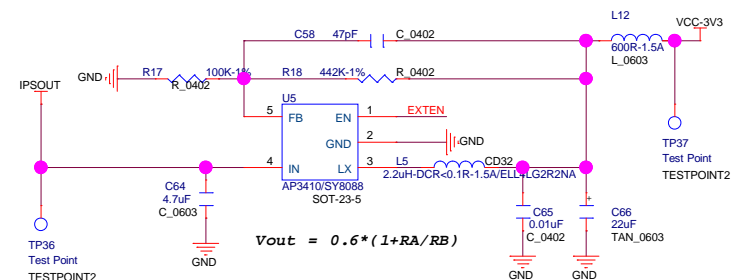 L12
VCC-3V3
C58 47pF C_0402
600R-1.5A
L_0603
GND R17 100K-1% R18 442K-1% R_0402
R_0402
IPSOUT
U5
5 FB EN 1 EXTEN
GND 2 GND
4 IN LX 3 L5 CD32
2.2uH-DCR<0.1R-1.5A/ELL4LG2R2NA
AP3410/SY8088
SOT-23-5
TP37
Test Point
TESTPOINT2
C64
4.7uF
C_0603
GND
C65
0.01uF
C_0402
GND
+
C66
22uF
TAN_0603
GND
TP36
Test Point
TESTPOINT2
Vout = 0.6*(1+RA/RB)